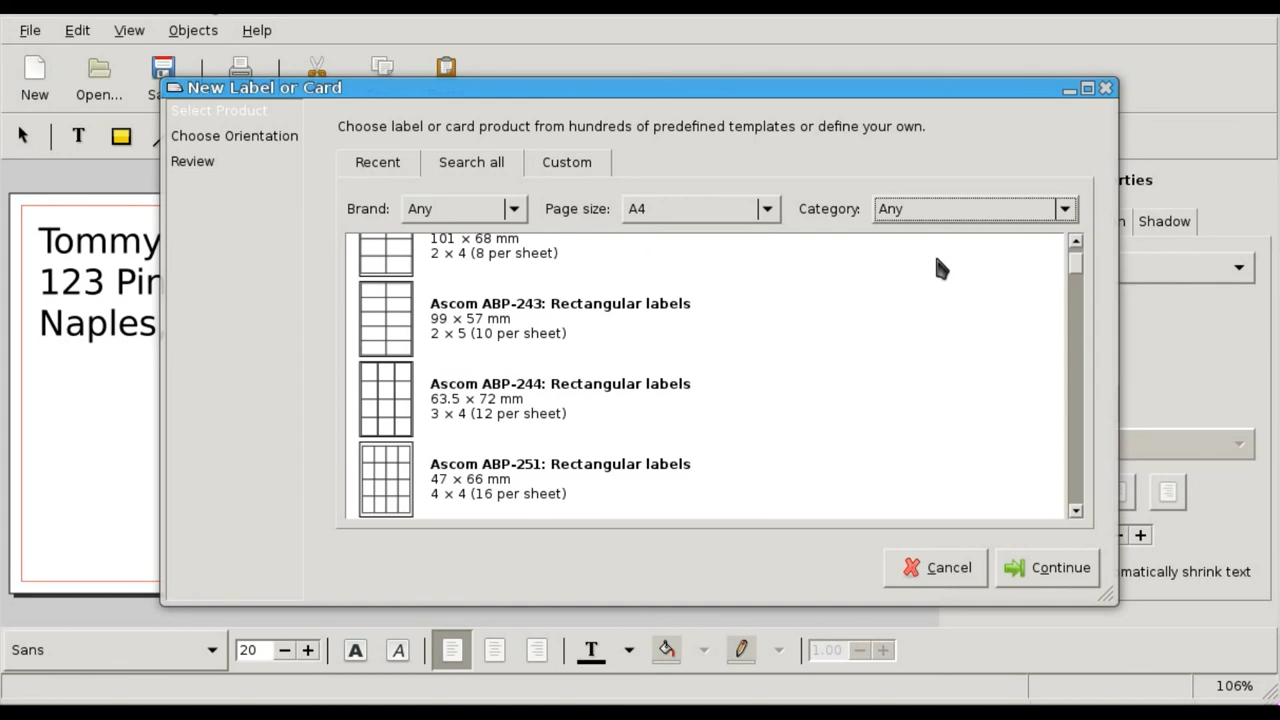 File Edit View Objects Help
New Open...
New Label or Card
Select Product
Choose Orientation
Review
Choose label or card product from hundreds of predefined templates or define your own.
Recent Search all Custom
Brand: Any Page size: A4 Category: Any
101 × 68 mm
2 × 4 (8 per sheet)
Ascom ABP-243: Rectangular labels
99 × 57 mm
2 × 5 (10 per sheet)
Ascom ABP-244: Rectangular labels
63.5 × 72 mm
3 × 4 (12 per sheet)
Ascom ABP-251: Rectangular labels
47 × 66 mm
4 × 4 (16 per sheet)
Cancel Continue
Tommy
123 Pin
Naples
rties
Shadow
matically shrink text
Sans 20 A A T 1.00
106%